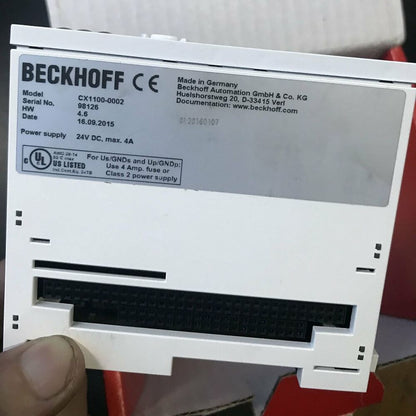 BECKHOFF CE
Made in Germany
Beckhoff Automation GmbH & Co. KG
Huelshorstweg 20, D-33415 Verl
Documentation: www.beckhoff.com
Model CX1100-0002
Serial No. 98126
HW 4.6
Date 16.09.2015
Power supply 24V DC, max. 4A
0120160107
C UL US LISTED
For Us/GNDs and Up/GNDp:
Use 4 Amp. fuse or
Class 2 power supply